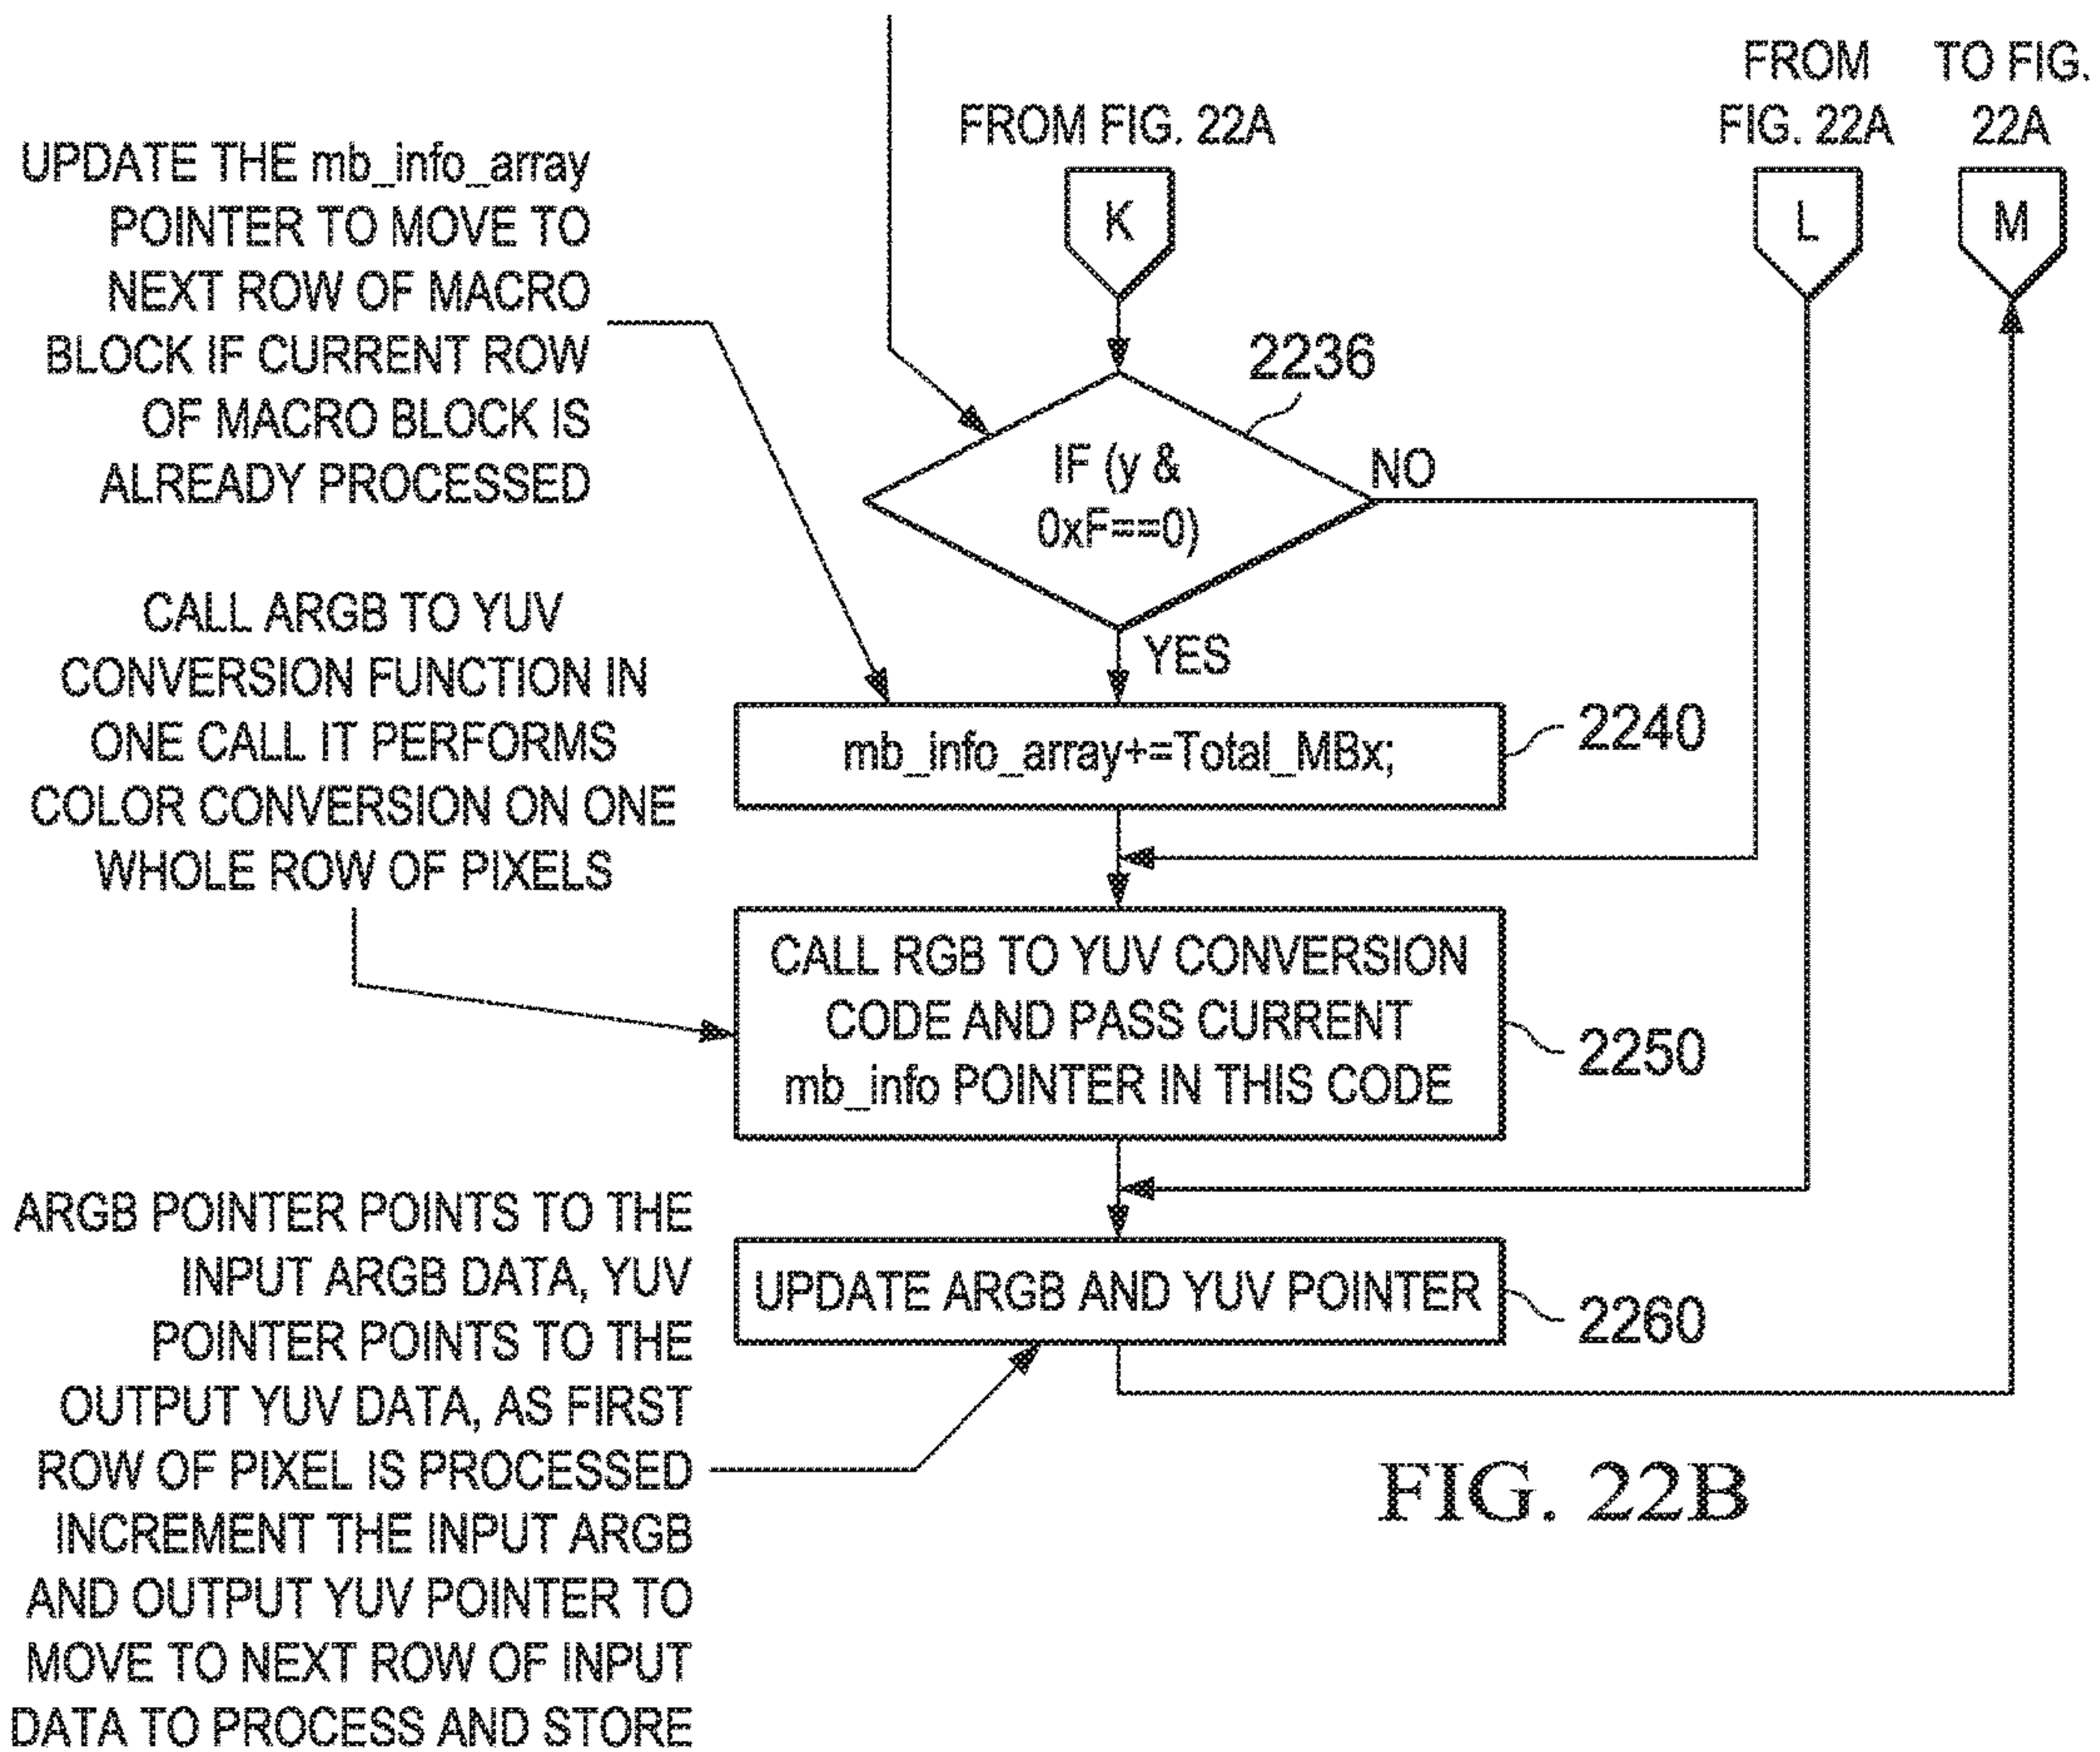 FROM FIG. 22A
FROM
FIG. 22A
TO FIG.
22A
K
L
M
UPDATE THE mb_info_array
POINTER TO MOVE TO
NEXT ROW OF MACRO
BLOCK IF CURRENT ROW
OF MACRO BLOCK IS
ALREADY PROCESSED
2236
IF (y &
0xF==0)
NO
YES
mb_info_array+=Total_MBx;
2240
CALL ARGB TO YUV
CONVERSION FUNCTION IN
ONE CALL IT PERFORMS
COLOR CONVERSION ON ONE
WHOLE ROW OF PIXELS
CALL RGB TO YUV CONVERSION
CODE AND PASS CURRENT
mb_info POINTER IN THIS CODE
2250
ARGB POINTER POINTS TO THE
INPUT ARGB DATA, YUV
POINTER POINTS TO THE
OUTPUT YUV DATA, AS FIRST
ROW OF PIXEL IS PROCESSED
INCREMENT THE INPUT ARGB
AND OUTPUT YUV POINTER TO
MOVE TO NEXT ROW OF INPUT
DATA TO PROCESS AND STORE
UPDATE ARGB AND YUV POINTER
2260
FIG. 22B